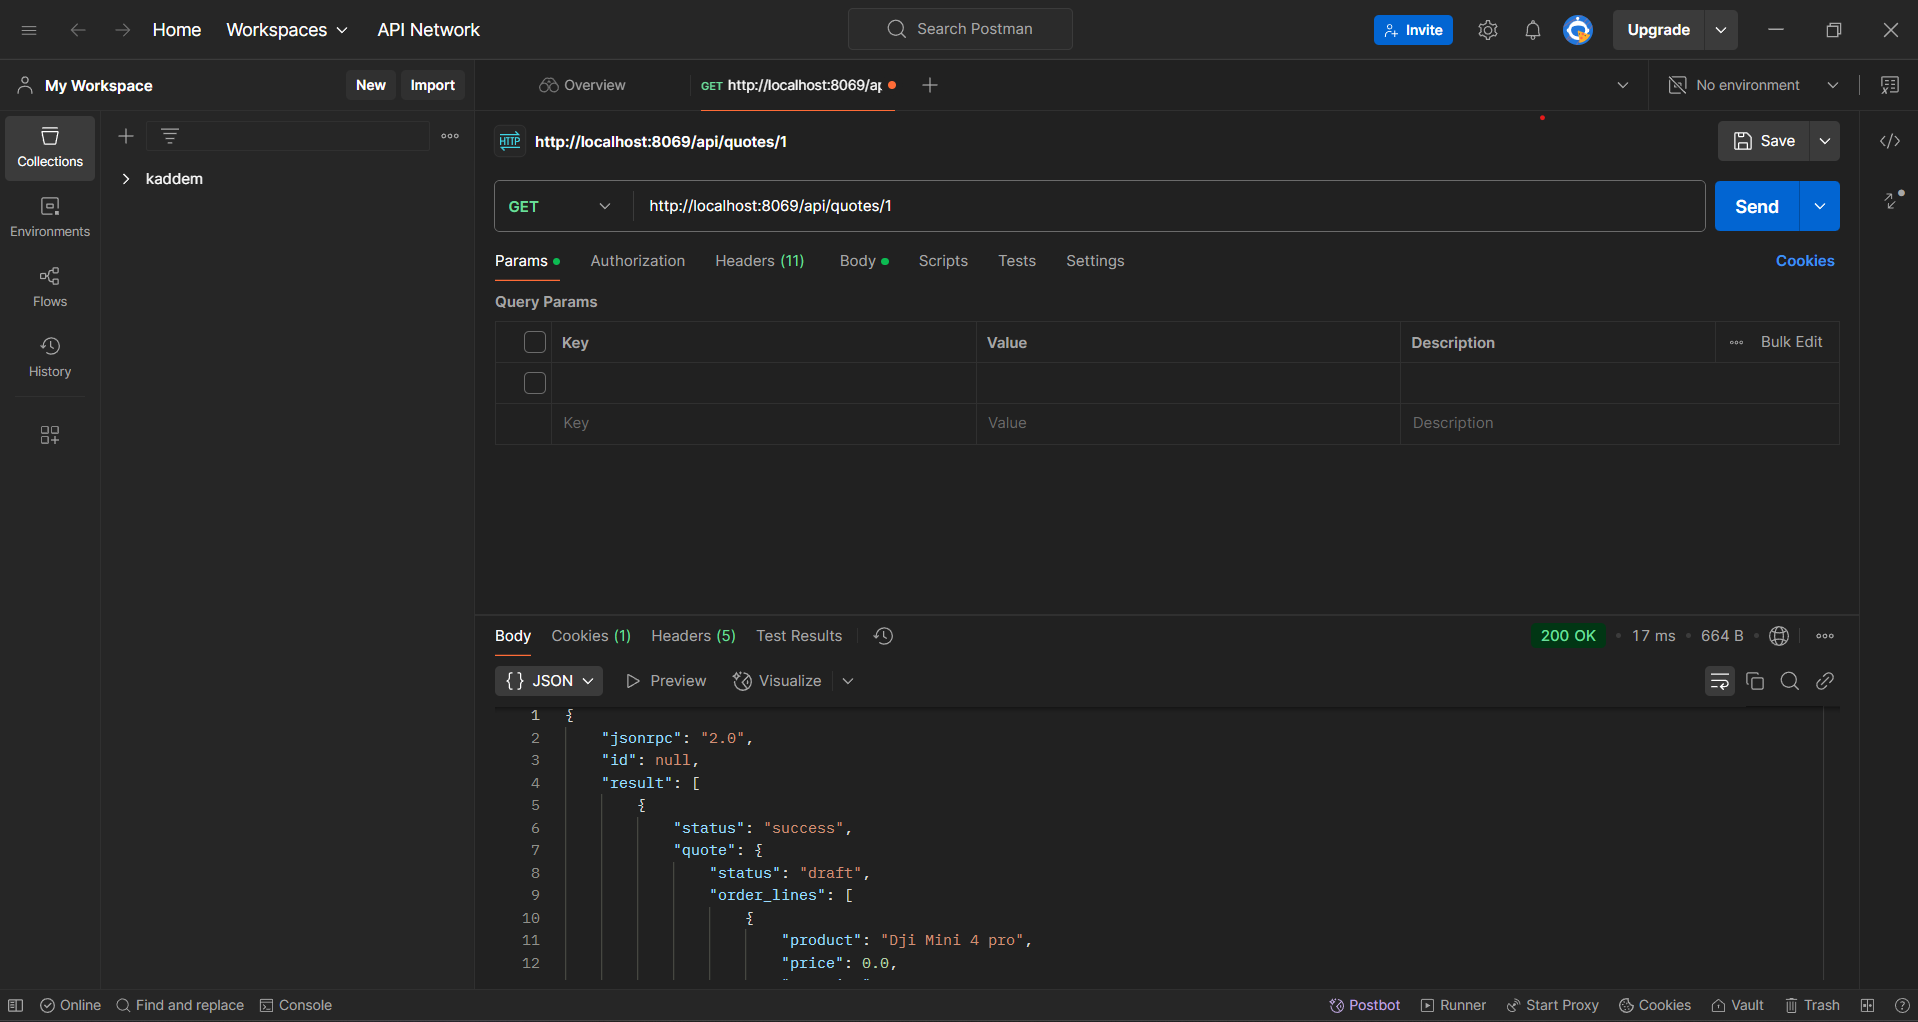 Home Workspaces API Network Search Postman Invite Upgrade
My Workspace New Import Overview GET http://localhost:8069/ap No environment
Collections
Environments
Flows
History
kaddem
HTTP http://localhost:8069/api/quotes/1 Save
GET http://localhost:8069/api/quotes/1 Send
Params Authorization Headers (11) Body Scripts Tests Settings Cookies
Query Params
Key Value Description Bulk Edit
Key Value Description
Body Cookies (1) Headers (5) Test Results 200 OK 17 ms 664 B
{} JSON Preview Visualize
1 {
2 "jsonrpc": "2.0",
3 "id": null,
4 "result": [
5 {
6 "status": "success",
7 "quote": {
8 "status": "draft",
9 "order_lines": [
10 {
11 "product": "Dji Mini 4 pro",
12 "price": 0.0,
Online Find and replace Console Postbot Runner Start Proxy Cookies Vault Trash